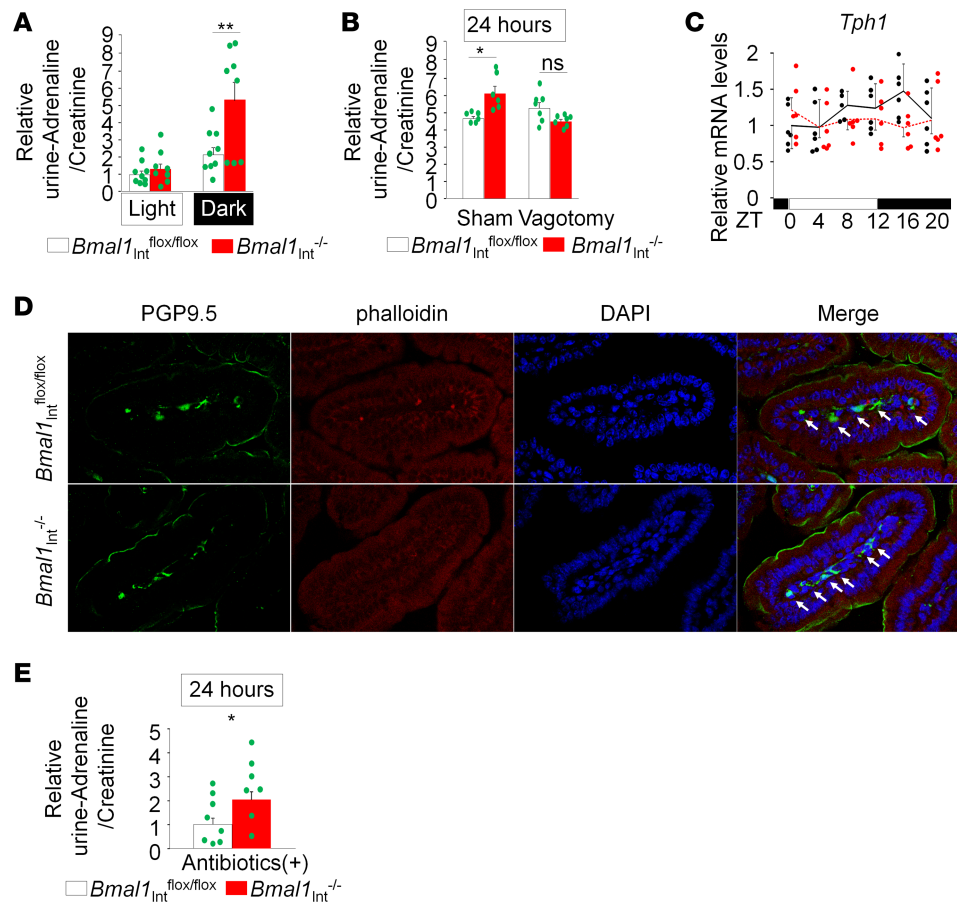 A
Relative
urine-Adrenaline
/Creatinine
9
8
7
6
5
4
3
2
1
0
**
Light
Dark
Bmal1Intflox/flox
Bmal1Int-/-
B
24 hours
Relative
urine-Adrenaline
/Creatinine
9
8
7
6
5
4
3
2
1
0
*
ns
Sham Vagotomy
Bmal1Intflox/flox
Bmal1Int-/-
C
Tph1
Relative mRNA levels
2
1.5
1
0.5
0
ZT 0 4 8 12 16 20
D
PGP9.5 phalloidin DAPI Merge
Bmal1Intflox/flox
Bmal1Int-/-
E
24 hours
Relative
urine-Adrenaline
/Creatinine
5
4
3
2
1
0
*
Antibiotics(+)
Bmal1Intflox/flox
Bmal1Int-/-